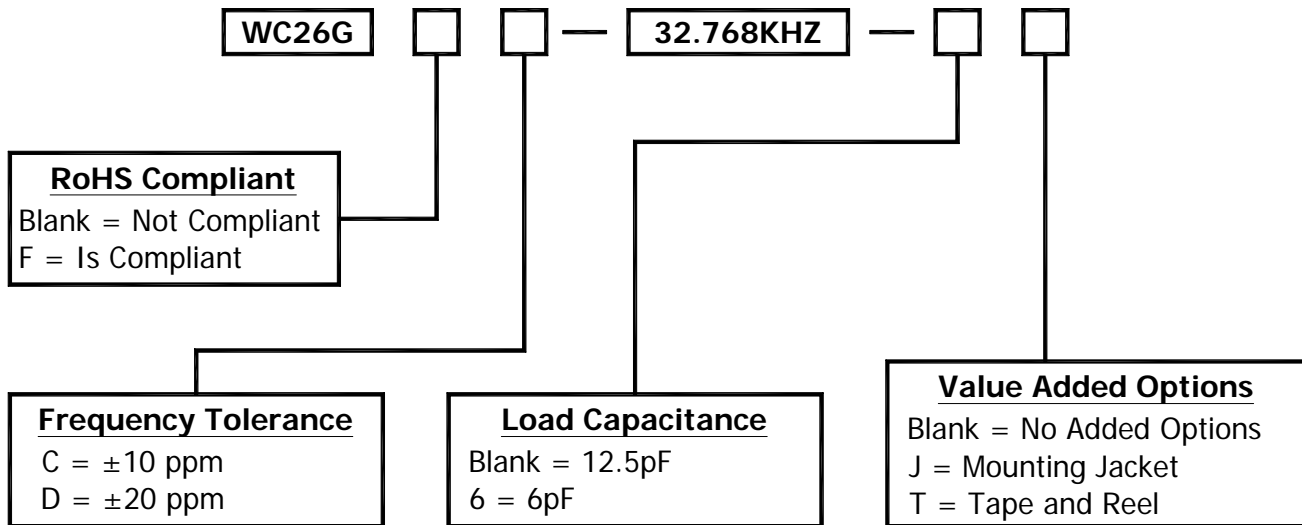 WC26G — 32.768KHZ —
RoHS Compliant
Blank = Not Compliant
F = Is Compliant
Frequency Tolerance
C = ±10 ppm
D = ±20 ppm
Load Capacitance
Blank = 12.5pF
6 = 6pF
Value Added Options
Blank = No Added Options
J = Mounting Jacket
T = Tape and Reel